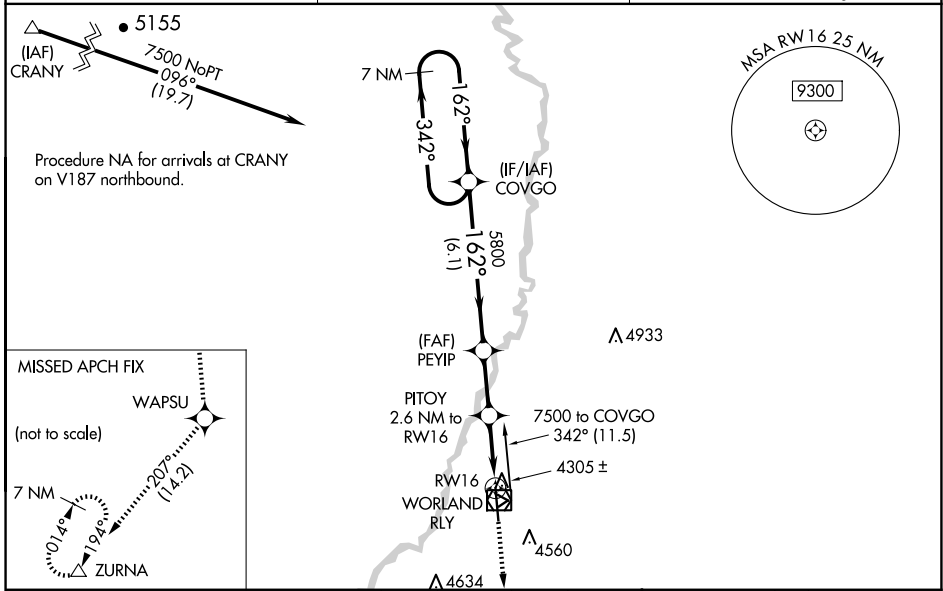 5155
(IAF)
CRANY
7500 NoPT
096°
(19.7)
Procedure NA for arrivals at CRANY
on V187 northbound.
7 NM
162°
342°
(IF/IAF)
COVGO
5800
162°
(6.1)
MSA RW16 25 NM
9300
(FAF)
PEYIP
4933
PITOY
2.6 NM to
RW16
7500 to COVGO
342° (11.5)
4305 ±
RW16
WORLAND
RLY
4560
4634
MISSED APCH FIX
WAPSU
(not to scale)
207°
(14.2)
7 NM
014°
194°
ZURNA